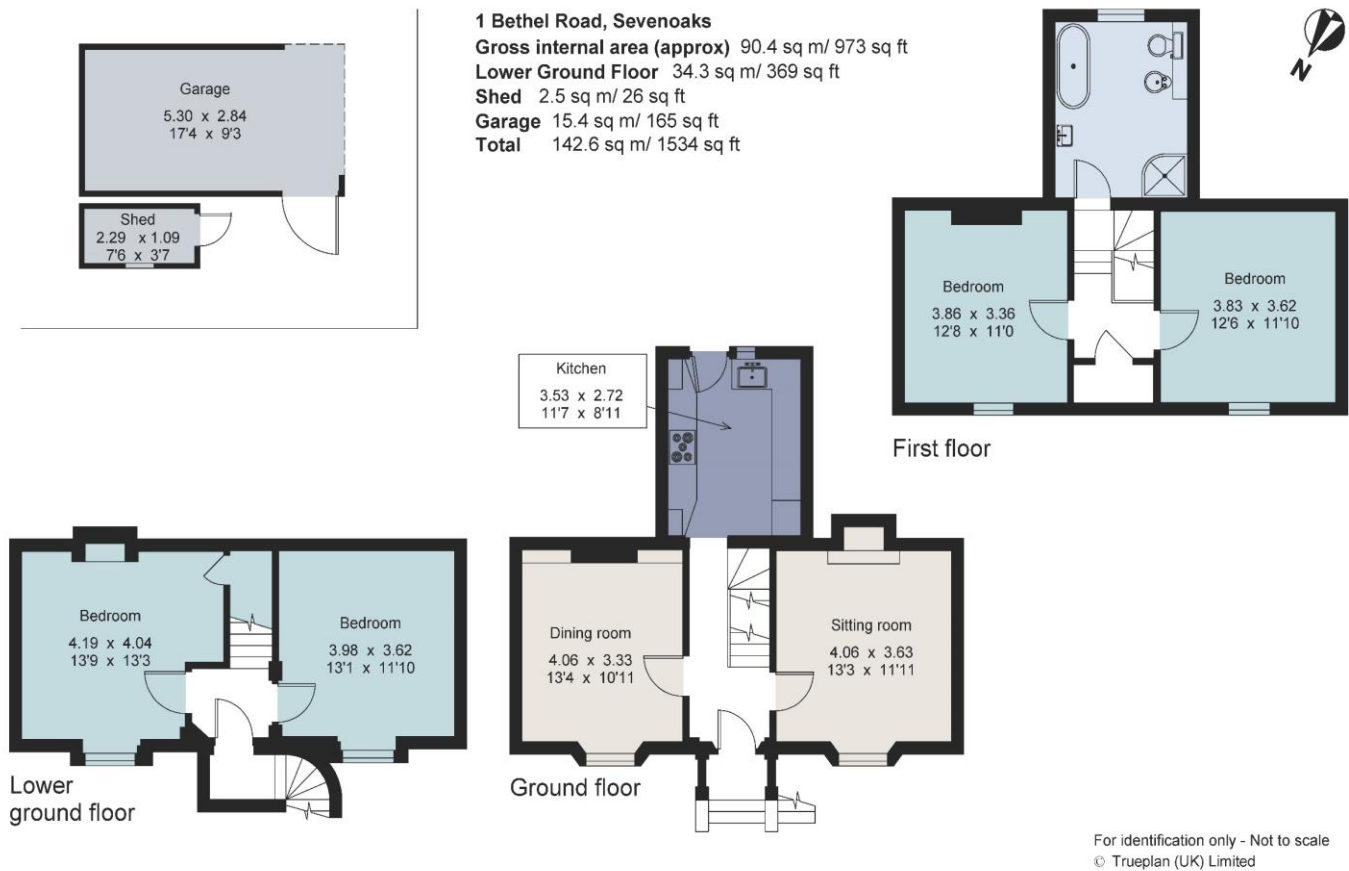 1 Bethel Road, Sevenoaks
Gross internal area (approx) 90.4 sq m/ 973 sq ft
Lower Ground Floor 34.3 sq m/ 369 sq ft
Shed 2.5 sq m/ 26 sq ft
Garage 15.4 sq m/ 165 sq ft
Total 142.6 sq m/ 1534 sq ft
N
Garage
5.30 x 2.84
17'4 x 9'3
Shed
2.29 x 1.09
7'6 x 3'7
Bedroom
3.86 x 3.36
12'8 x 11'0
Bedroom
3.83 x 3.62
12'6 x 11'10
First floor
Kitchen
3.53 x 2.72
11'7 x 8'11
Bedroom
4.19 x 4.04
13'9 x 13'3
Bedroom
3.98 x 3.62
13'1 x 11'10
Lower
ground floor
Dining room
4.06 x 3.33
13'4 x 10'11
Sitting room
4.06 x 3.63
13'3 x 11'11
Ground floor
For identification only - Not to scale
© Trueplan (UK) Limited